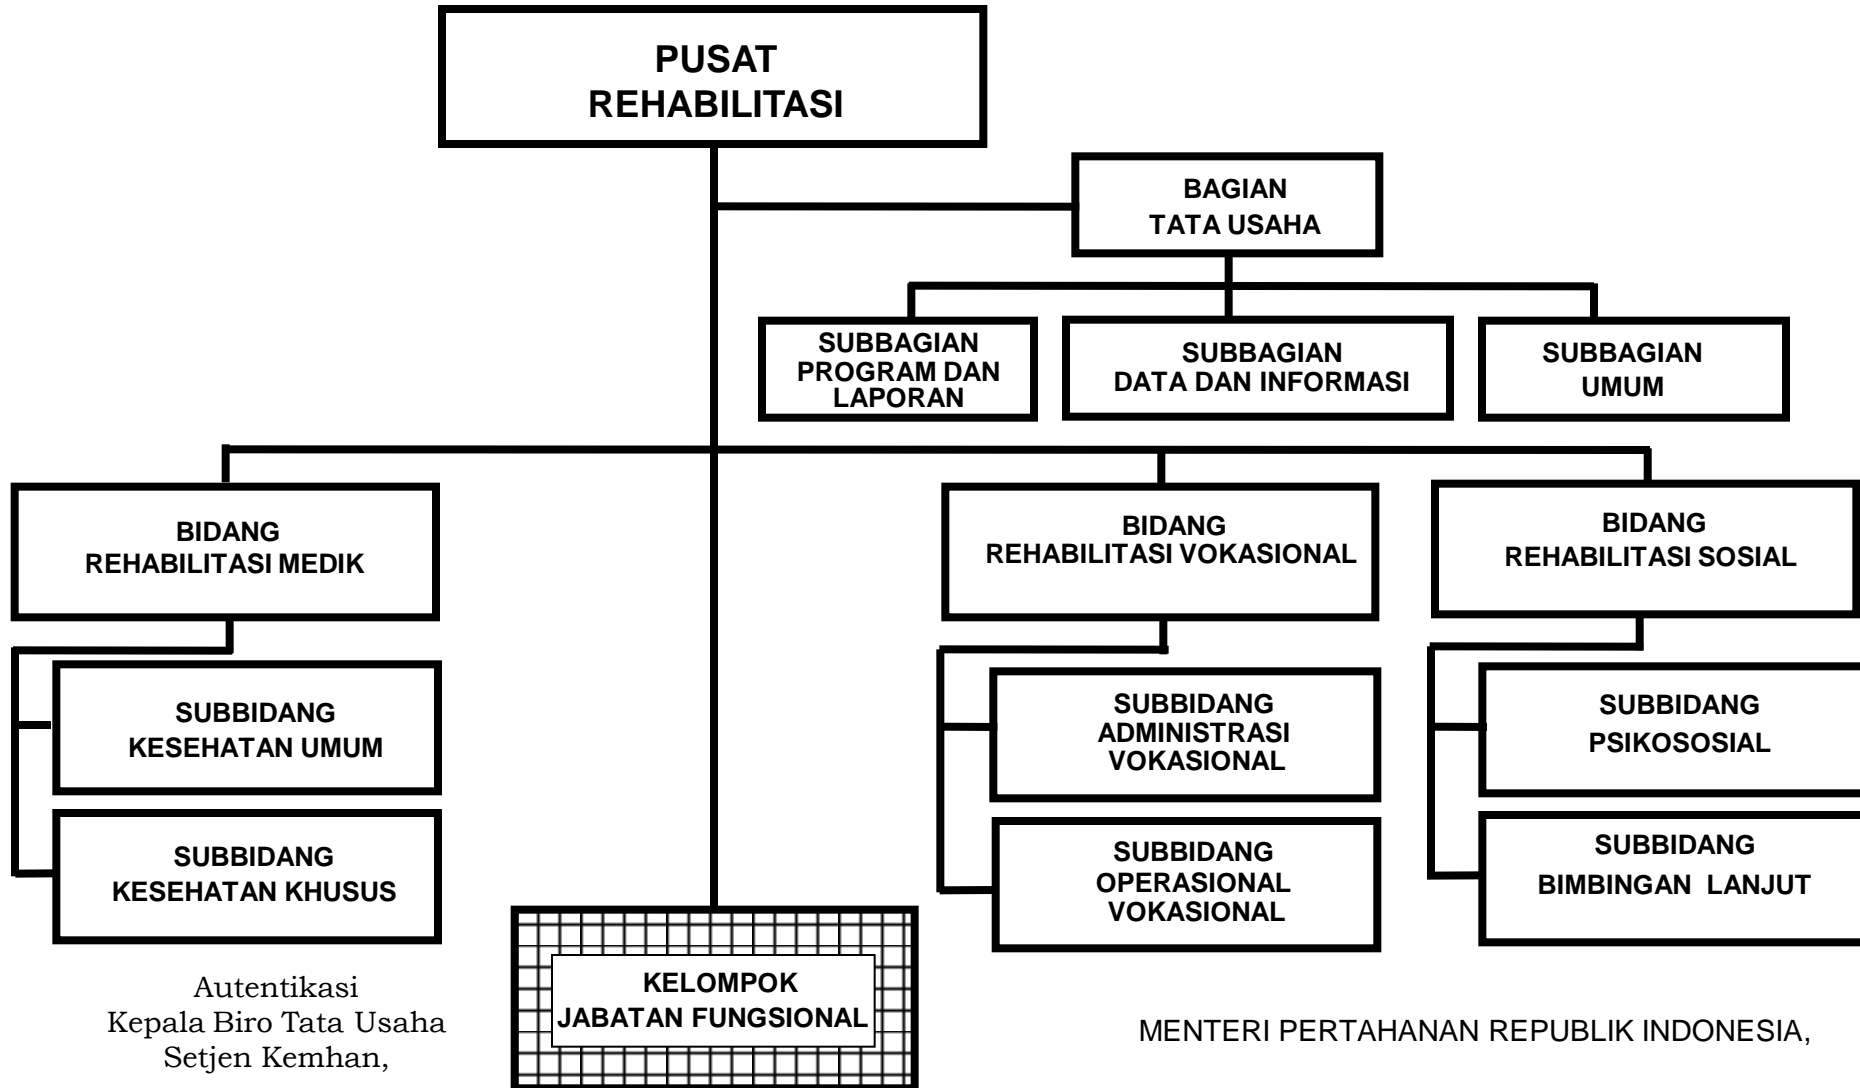 PUSAT
REHABILITASI
BAGIAN
TATA USAHA
SUBBAGIAN
PROGRAM DAN
LAPORAN
SUBBAGIAN
DATA DAN INFORMASI
SUBBAGIAN
UMUM
BIDANG
REHABILITASI MEDIK
BIDANG
REHABILITASI VOKASIONAL
BIDANG
REHABILITASI SOSIAL
SUBBIDANG
KESEHATAN UMUM
SUBBIDANG
ADMINISTRASI
VOKASIONAL
SUBBIDANG
PSIKOSOSIAL
SUBBIDANG
KESEHATAN KHUSUS
SUBBIDANG
OPERASIONAL
VOKASIONAL
SUBBIDANG
BIMBINGAN LANJUT
KELOMPOK
JABATAN FUNGSIONAL
Autentikasi
Kepala Biro Tata Usaha
Setjen Kemhan,
MENTERI PERTAHANAN REPUBLIK INDONESIA,